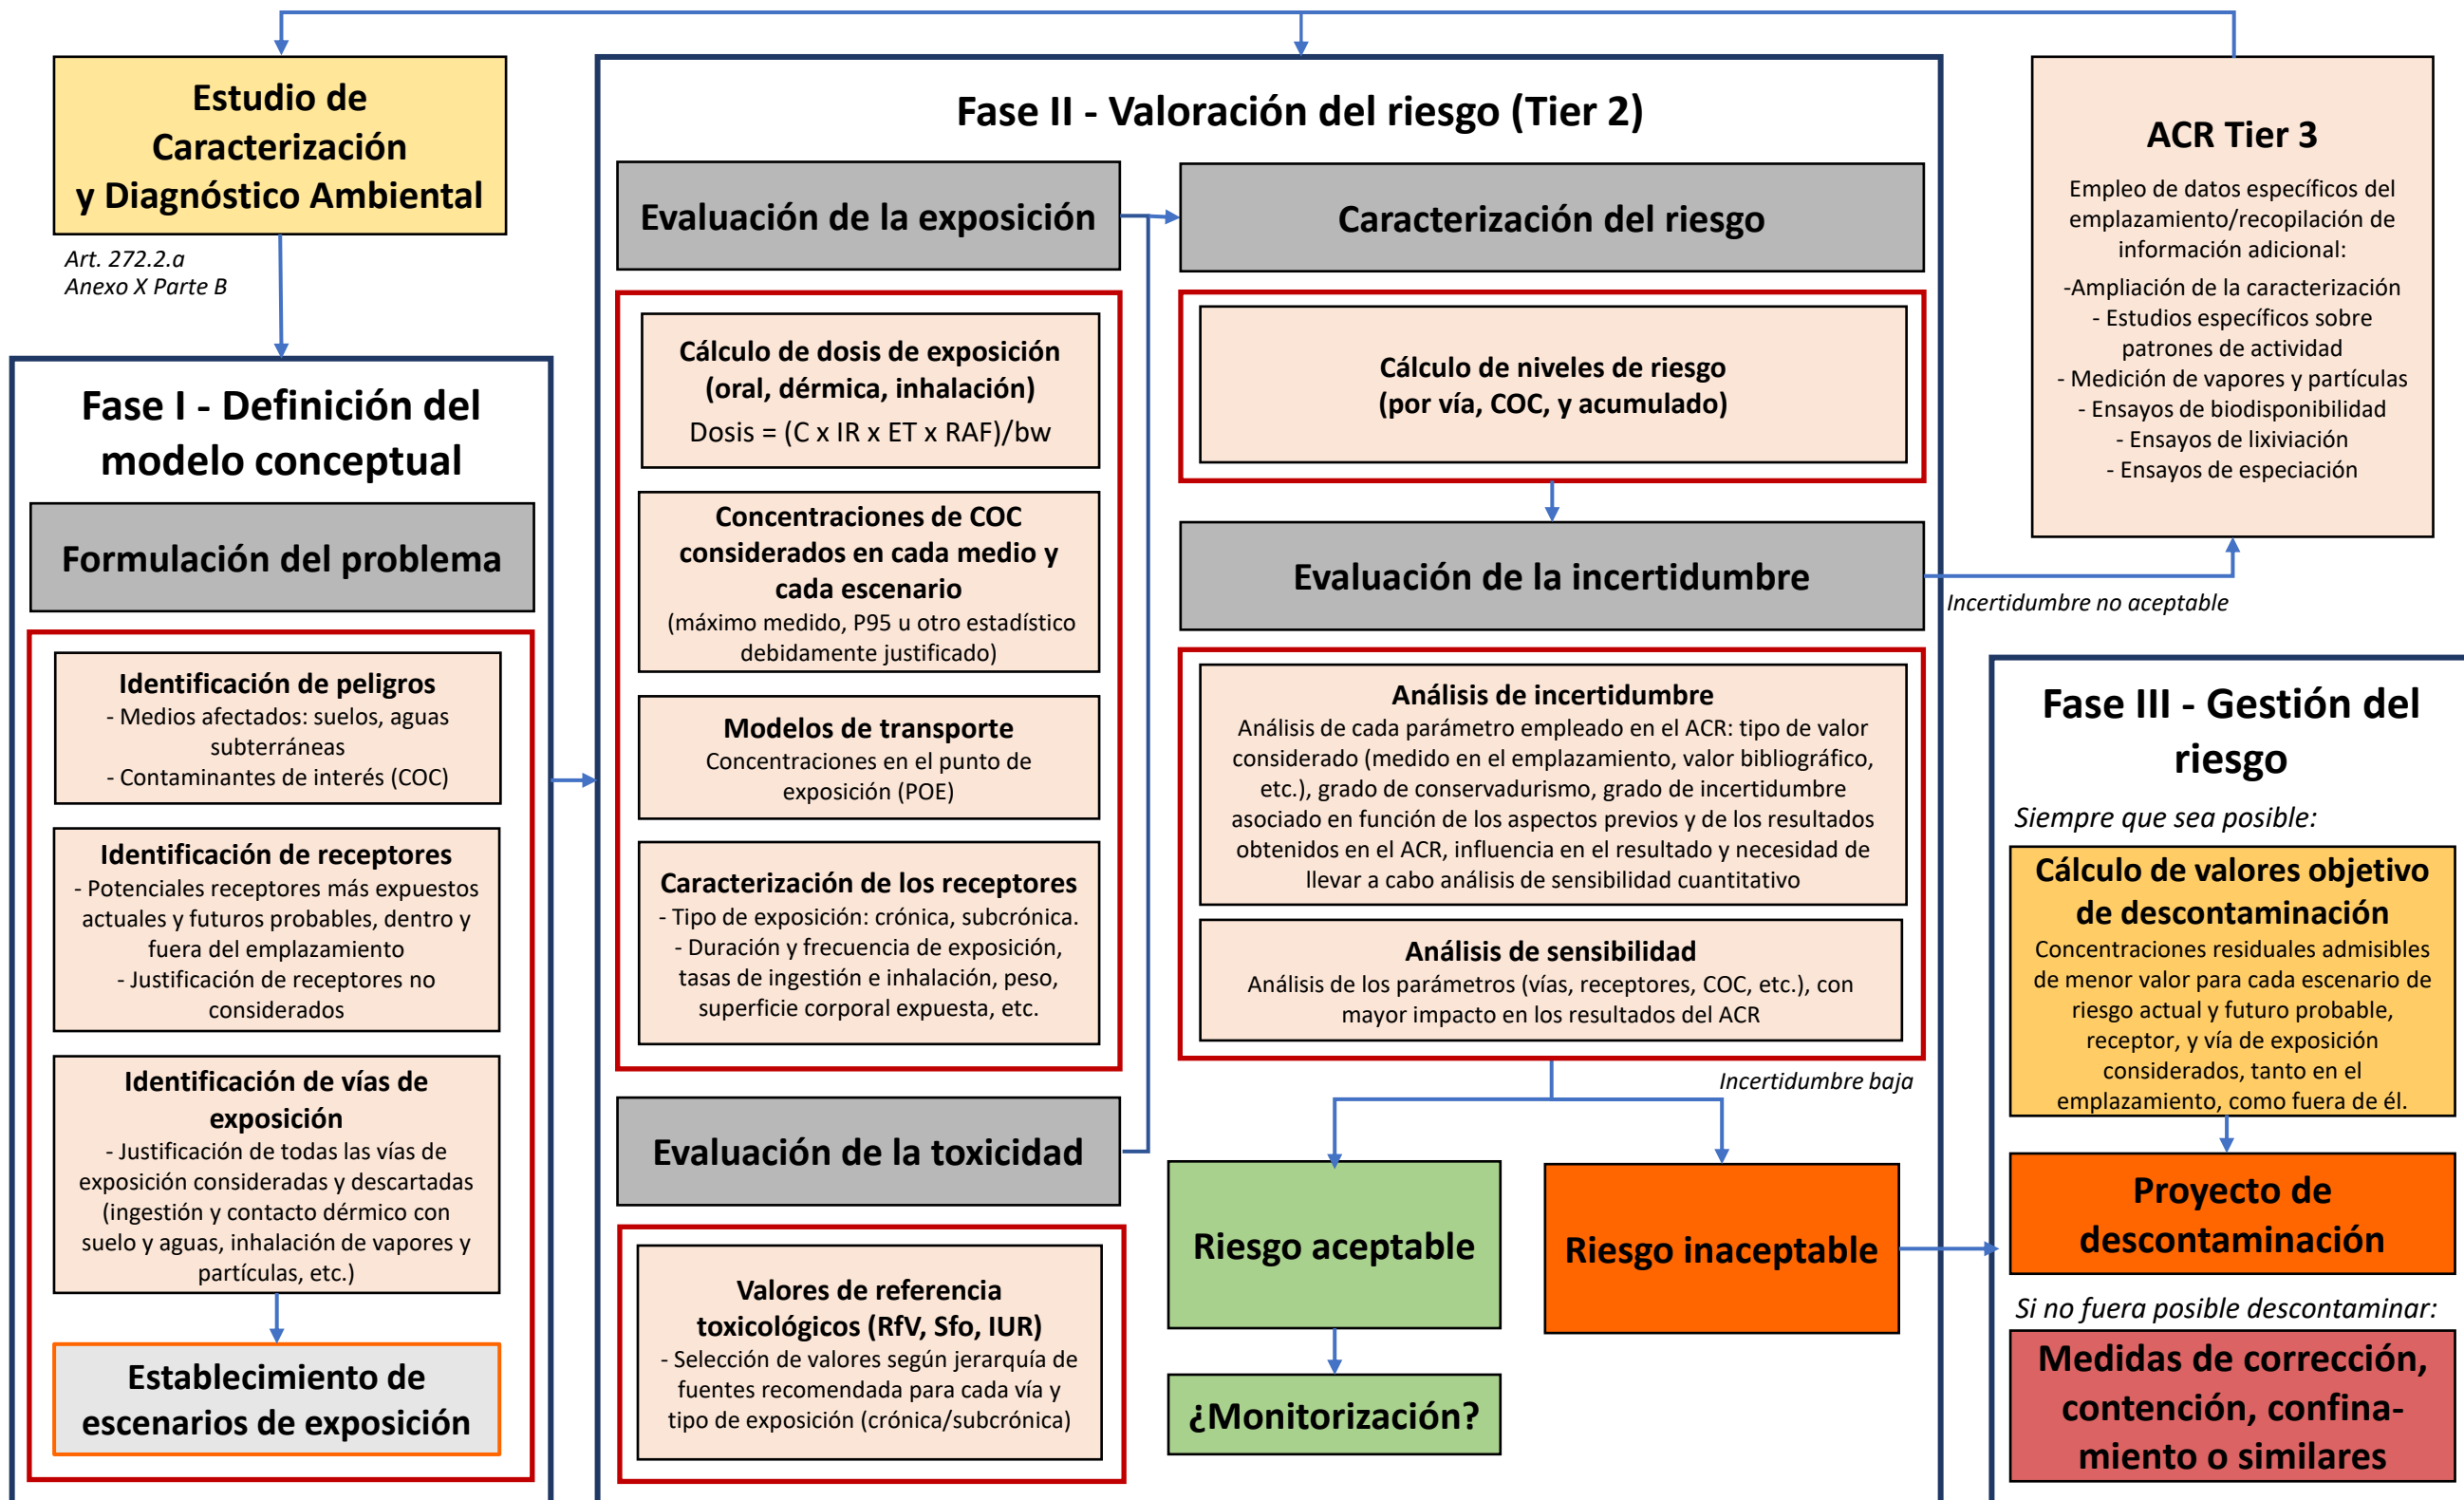 Estudio de
Caracterización
y Diagnóstico Ambiental
Art. 272.2.a
Anexo X Parte B
Fase I - Definición del
modelo conceptual
Formulación del problema
Identificación de peligros
- Medios afectados: suelos, aguas
subterráneas
- Contaminantes de interés (COC)
Identificación de receptores
- Potenciales receptores más expuestos
actuales y futuros probables, dentro y
fuera del emplazamiento
- Justificación de receptores no
considerados
Identificación de vías de
exposición
- Justificación de todas las vías de
exposición consideradas y descartadas
(ingestión y contacto dérmico con
suelo y aguas, inhalación de vapores y
partículas, etc.)
Establecimiento de
escenarios de exposición
Fase II - Valoración del riesgo (Tier 2)
Evaluación de la exposición
Cálculo de dosis de exposición
(oral, dérmica, inhalación)
Dosis = (C x IR x ET x RAF)/bw
Concentraciones de COC
considerados en cada medio y
cada escenario
(máximo medido, P95 u otro estadístico
debidamente justificado)
Modelos de transporte
Concentraciones en el punto de
exposición (POE)
Caracterización de los receptores
- Tipo de exposición: crónica, subcrónica.
- Duración y frecuencia de exposición,
tasas de ingestión e inhalación, peso,
superficie corporal expuesta, etc.
Evaluación de la toxicidad
Valores de referencia
toxicológicos (RfV, Sfo, IUR)
- Selección de valores según jerarquía de
fuentes recomendada para cada vía y
tipo de exposición (crónica/subcrónica)
Caracterización del riesgo
Cálculo de niveles de riesgo
(por vía, COC, y acumulado)
Evaluación de la incertidumbre
Incertidumbre no aceptable
Análisis de incertidumbre
Análisis de cada parámetro empleado en el ACR: tipo de valor
considerado (medido en el emplazamiento, valor bibliográfico,
etc.), grado de conservadurismo, grado de incertidumbre
asociado en función de los aspectos previos y de los resultados
obtenidos en el ACR, influencia en el resultado y necesidad de
llevar a cabo análisis de sensibilidad cuantitativo
Análisis de sensibilidad
Análisis de los parámetros (vías, receptores, COC, etc.), con
mayor impacto en los resultados del ACR
Incertidumbre baja
Riesgo aceptable
Riesgo inaceptable
¿Monitorización?
ACR Tier 3
Empleo de datos específicos del
emplazamiento/recopilación de
información adicional:
-Ampliación de la caracterización
- Estudios específicos sobre
patrones de actividad
- Medición de vapores y partículas
- Ensayos de biodisponibilidad
- Ensayos de lixiviación
- Ensayos de especiación
Fase III - Gestión del
riesgo
Siempre que sea posible:
Cálculo de valores objetivo
de descontaminación
Concentraciones residuales admisibles
de menor valor para cada escenario de
riesgo actual y futuro probable,
receptor, y vía de exposición
considerados, tanto en el
emplazamiento, como fuera de él.
Proyecto de
descontaminación
Si no fuera posible descontaminar:
Medidas de corrección,
contención, confina-
miento o similares